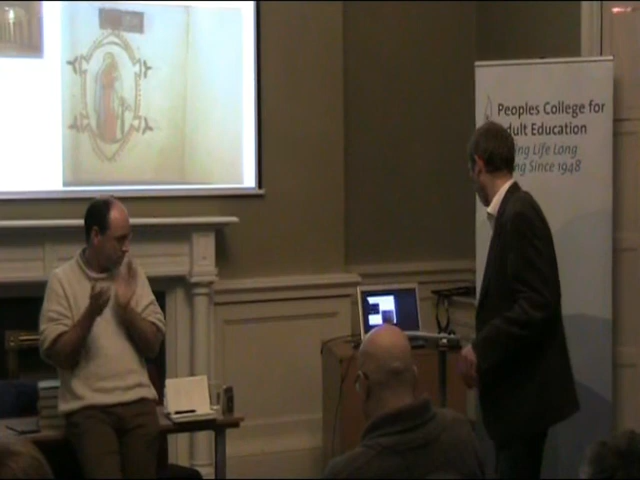 Peoples College for
dult Education
ng Life Long
ng Since 1948